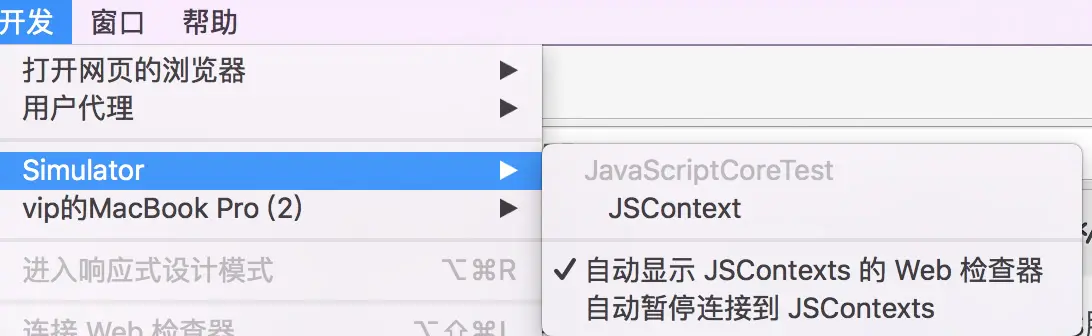 开发 窗口 帮助
打开网页的浏览器
用户代理
Simulator
vip的MacBook Pro (2)
进入响应式设计模式 ⌥⌘R
连接 Web 检查器 ⌥⇧⌘I
JavaScriptCoreTest
JSContext
✓ 自动显示 JSContexts 的 Web 检查器
自动暂停连接到 JSContexts